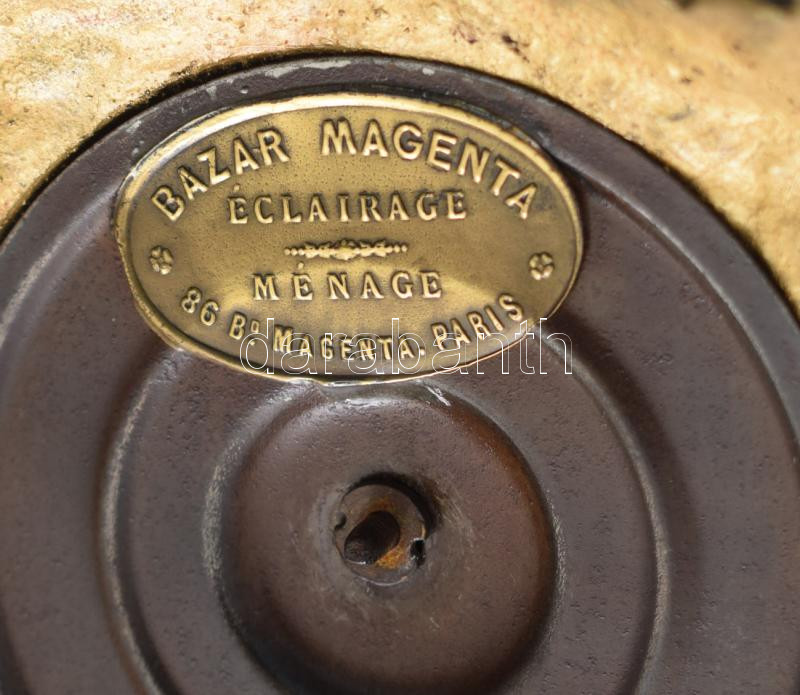 BAZAR MAGENTA
ÉCLAIRAGE
MÉNAGE
86 BD MAGENTA. PARIS
darabanth